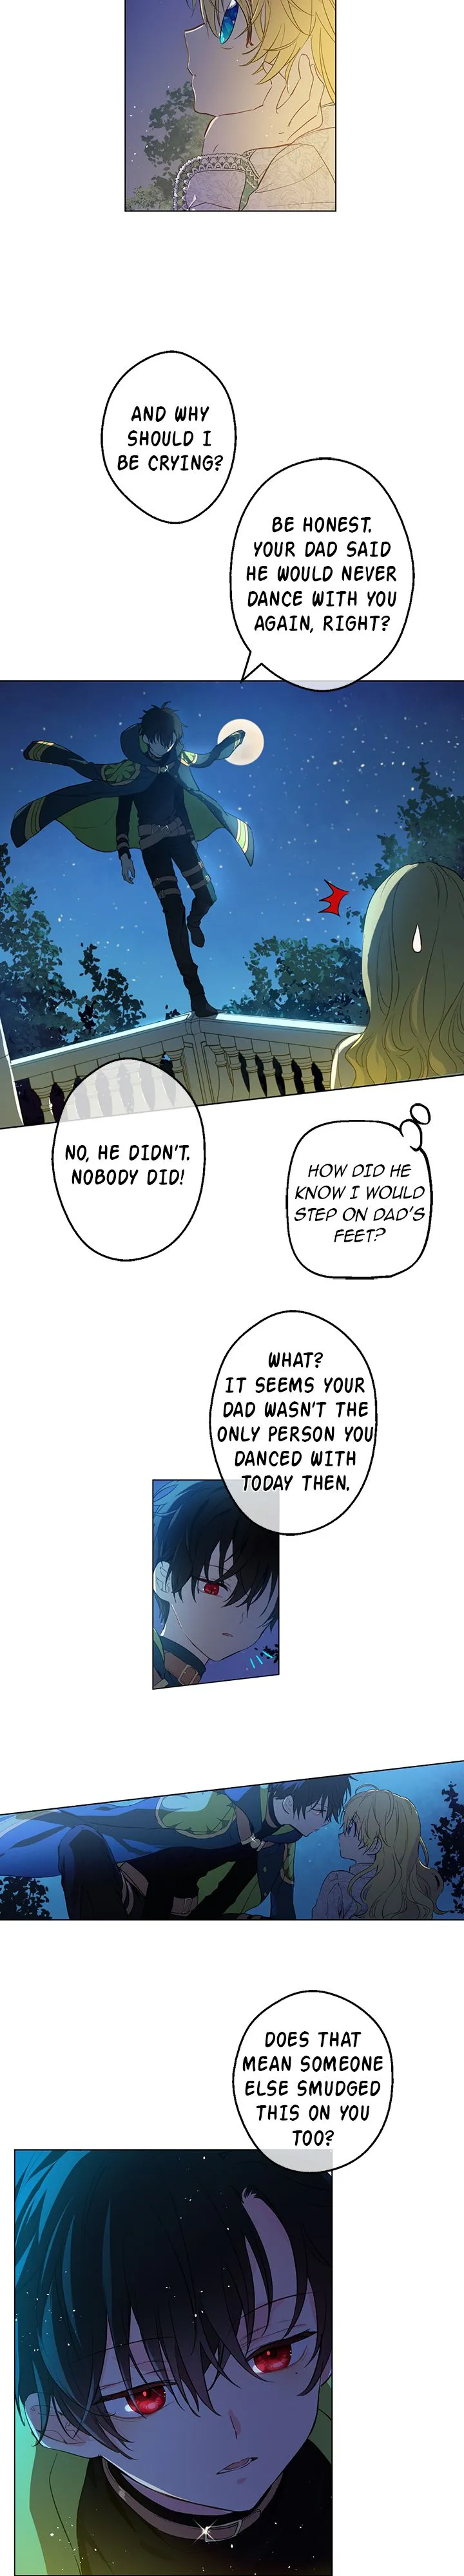 AND WHY
SHOULD I
BE CRYING?
BE HONEST.
YOUR DAD SAID
HE WOULD NEVER
DANCE WITH YOU
AGAIN, RIGHT?
NO, HE DIDN'T.
NOBODY DID!
HOW DID HE
KNOW I WOULD
STEP ON DAD'S
FEET?
WHAT?
IT SEEMS YOUR
DAD WASN'T THE
ONLY PERSON YOU
DANCED WITH
TODAY THEN.
DOES THAT
MEAN SOMEONE
ELSE SMUDGED
THIS ON YOU
TOO?